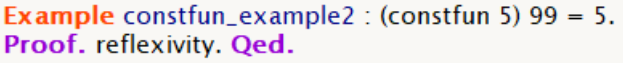 Example constfun_example2 : (constfun 5) 99 = 5.
Proof. reflexivity. Qed.